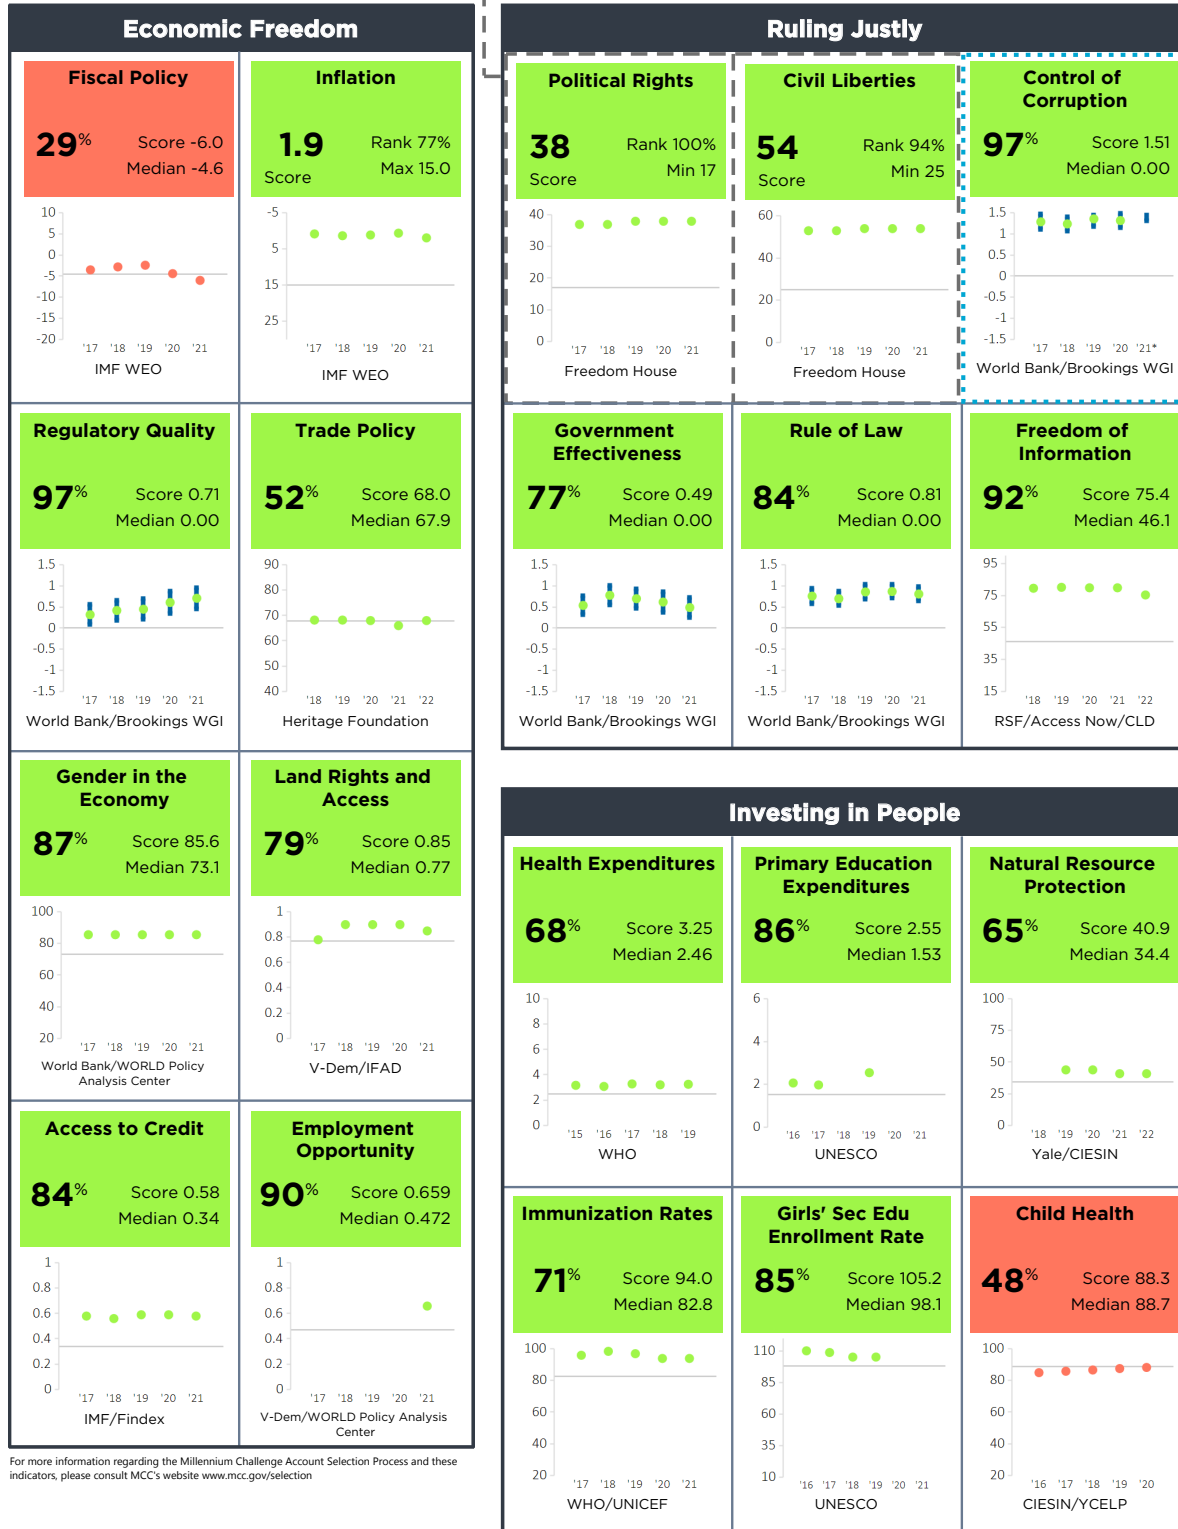 Economic Freedom
Fiscal Policy
29%
Score -6.0
Median -4.6
10
5
0
-5
-10
-15
-20
'17 '18 '19 '20 '21
IMF WEO
Inflation
1.9
Score
Rank 77%
Max 15.0
-5
5
15
25
'17 '18 '19 '20 '21
IMF WEO
Regulatory Quality
97%
Score 0.71
Median 0.00
1.5
1
0.5
0
-0.5
-1
-1.5
'17 '18 '19 '20 '21
World Bank/Brookings WGI
Trade Policy
52%
Score 68.0
Median 67.9
90
80
70
60
50
40
'18 '19 '20 '21 '22
Heritage Foundation
Gender in the
Economy
87%
Score 85.6
Median 73.1
100
80
60
40
20
'17 '18 '19 '20 '21
World Bank/WORLD Policy
Analysis Center
Land Rights and
Access
79%
Score 0.85
Median 0.77
1
0.8
0.6
0.4
0.2
0
'17 '18 '19 '20 '21
V-Dem/IFAD
Access to Credit
84%
Score 0.58
Median 0.34
1
0.8
0.6
0.4
0.2
0
'17 '18 '19 '20 '21
IMF/Findex
Employment
Opportunity
90%
Score 0.659
Median 0.472
1
0.8
0.6
0.4
0.2
0
'17 '18 '19 '20 '21
V-Dem/WORLD Policy Analysis
Center
For more information regarding the Millennium Challenge Account Selection Process and these
indicators, please consult MCC's website www.mcc.gov/selection
Ruling Justly
Political Rights
38
Score
Rank 100%
Min 17
40
30
20
10
0
'17 '18 '19 '20 '21
Freedom House
Civil Liberties
54
Score
Rank 94%
Min 25
60
40
20
0
'17 '18 '19 '20 '21
Freedom House
Control of
Corruption
97%
Score 1.51
Median 0.00
1.5
1
0.5
0
-0.5
-1
-1.5
'17 '18 '19 '20 '21*
World Bank/Brookings WGI
Government
Effectiveness
77%
Score 0.49
Median 0.00
1.5
1
0.5
0
-0.5
-1
-1.5
'17 '18 '19 '20 '21
World Bank/Brookings WGI
Rule of Law
84%
Score 0.81
Median 0.00
1.5
1
0.5
0
-0.5
-1
-1.5
'17 '18 '19 '20 '21
World Bank/Brookings WGI
Freedom of
Information
92%
Score 75.4
Median 46.1
95
75
55
35
15
'18 '19 '20 '21 '22
RSF/Access Now/CLD
Investing in People
Health Expenditures
68%
Score 3.25
Median 2.46
10
8
6
4
2
0
'15 '16 '17 '18 '19
WHO
Primary Education
Expenditures
86%
Score 2.55
Median 1.53
6
4
2
0
'16 '17 '18 '19 '20 '21
UNESCO
Natural Resource
Protection
65%
Score 40.9
Median 34.4
100
75
50
25
0
'18 '19 '20 '21 '22
Yale/CIESIN
Immunization Rates
71%
Score 94.0
Median 82.8
100
80
60
40
20
'17 '18 '19 '20 '21
WHO/UNICEF
Girls' Sec Edu
Enrollment Rate
85%
Score 105.2
Median 98.1
110
85
60
35
10
'16 '17 '18 '19 '20 '21
UNESCO
Child Health
48%
Score 88.3
Median 88.7
100
80
60
40
20
'16 '17 '18 '19 '20
CIESIN/YCELP